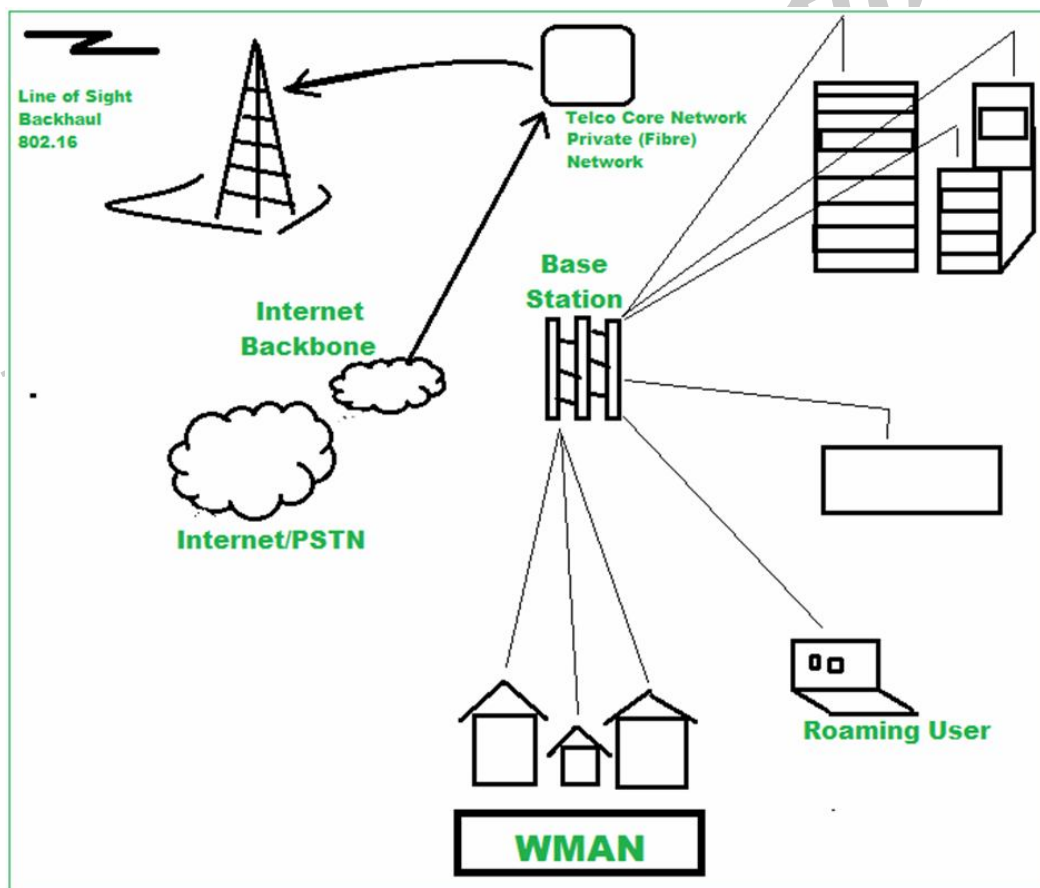 Line of Sight
Backhaul
802.16
Telco Core Network
Private (Fibre)
Network
Base
Station
Internet
Backbone
Internet/PSTN
Roaming User
WMAN